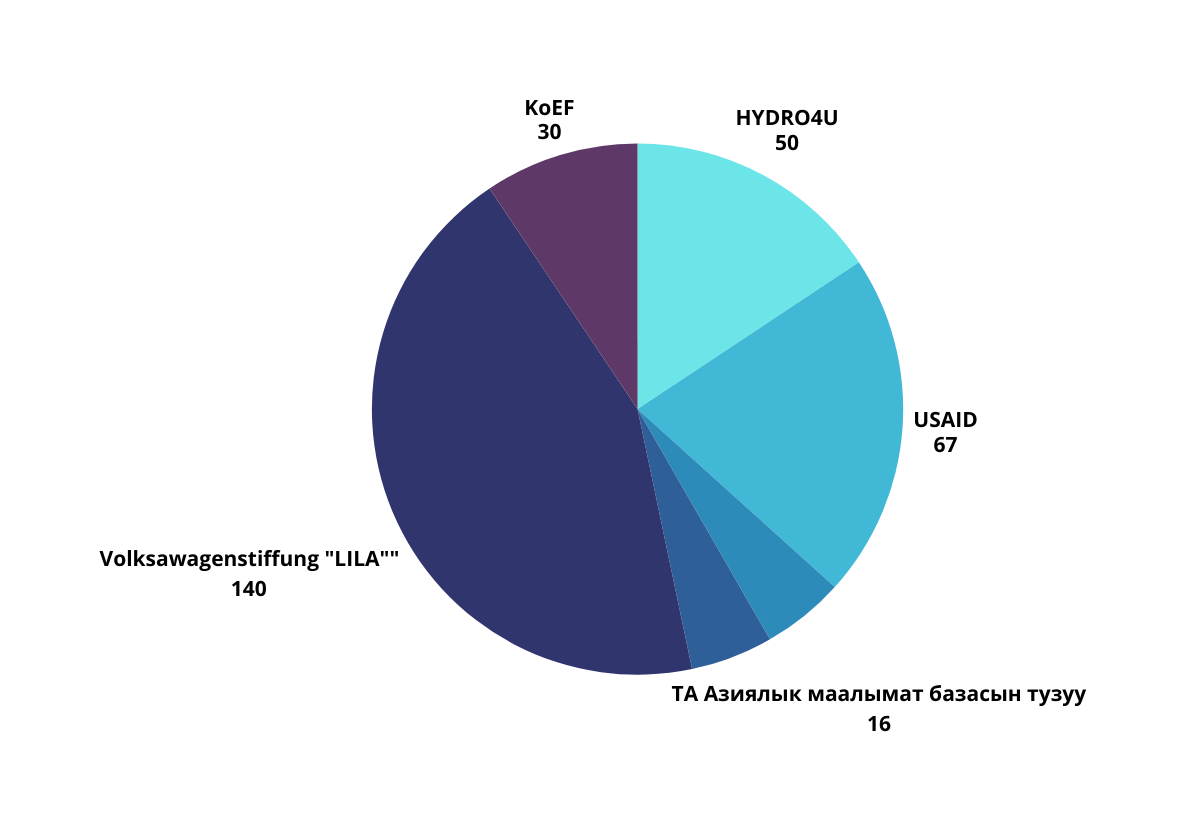 KoEF
30
HYDRO4U
50
USAID
67
Volksawagenstiffung "LILA""
140
ТА Азиялык маалымат базасын тузуу
16